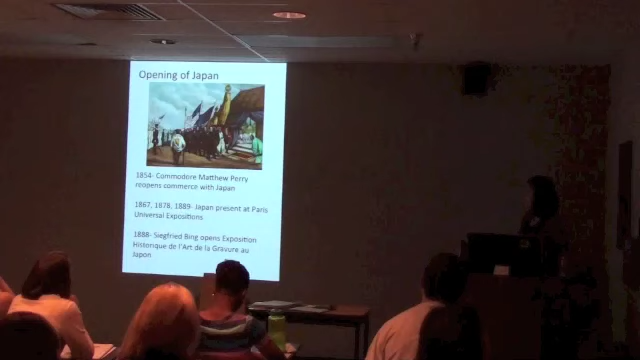 Opening of Japan
1854- Commodore Matthew Perry
reopens commerce with Japan
1867, 1878, 1889- Japan present at Paris
Universal Expositions
1888- Siegfried Bing opens Exposition
Historique de l'Art de la Gravure au
Japon